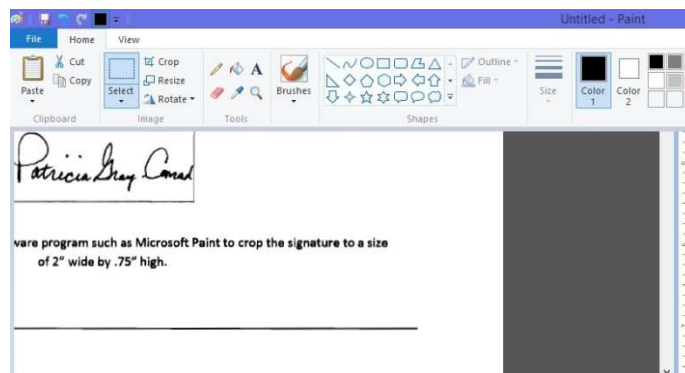 Untitled - Paint
File Home View
Paste
Cut
Copy
Clipboard
Select
Crop
Resize
Rotate
Image
A
Tools
Brushes
Shapes
Outline
Fill
Size
Color 1
Color 2
Patricia Gray Conrad
ware program such as Microsoft Paint to crop the signature to a size
of 2" wide by .75" high.